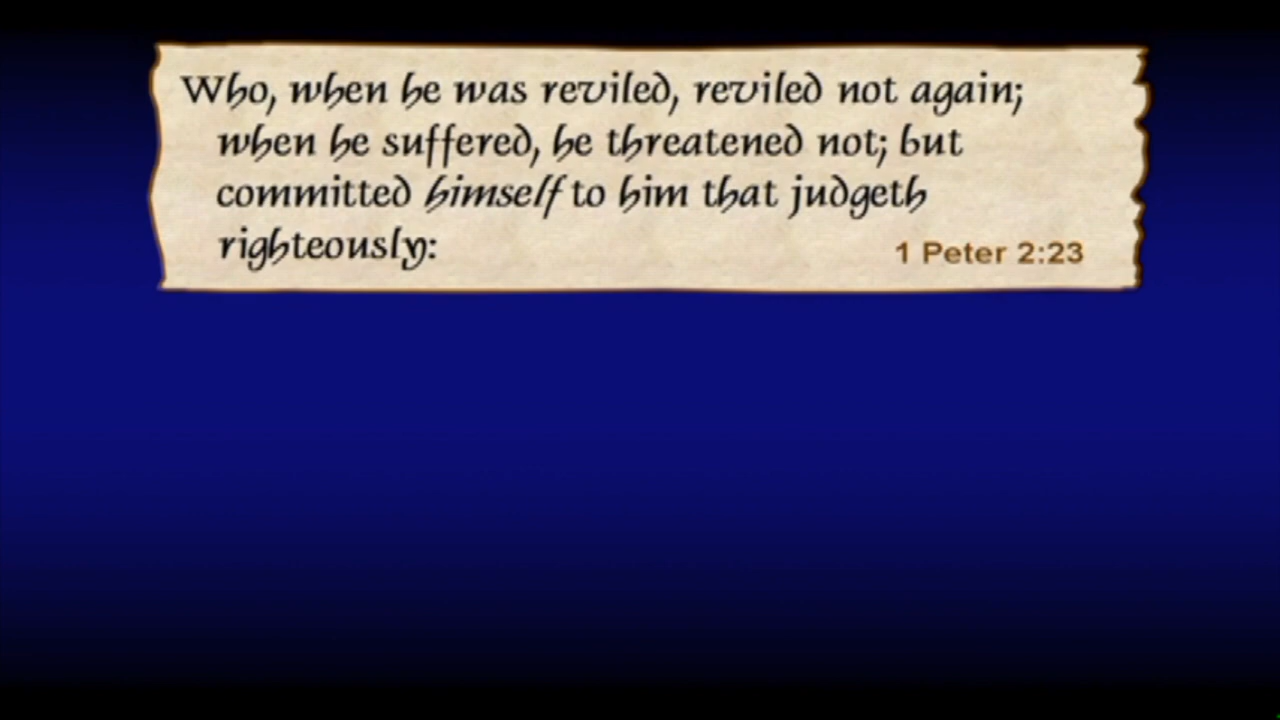 Who, when he was reviled, reviled not again;
when he suffered, he threatened not; but
committed himself to him that judgeth
righteously:
1 Peter 2:23